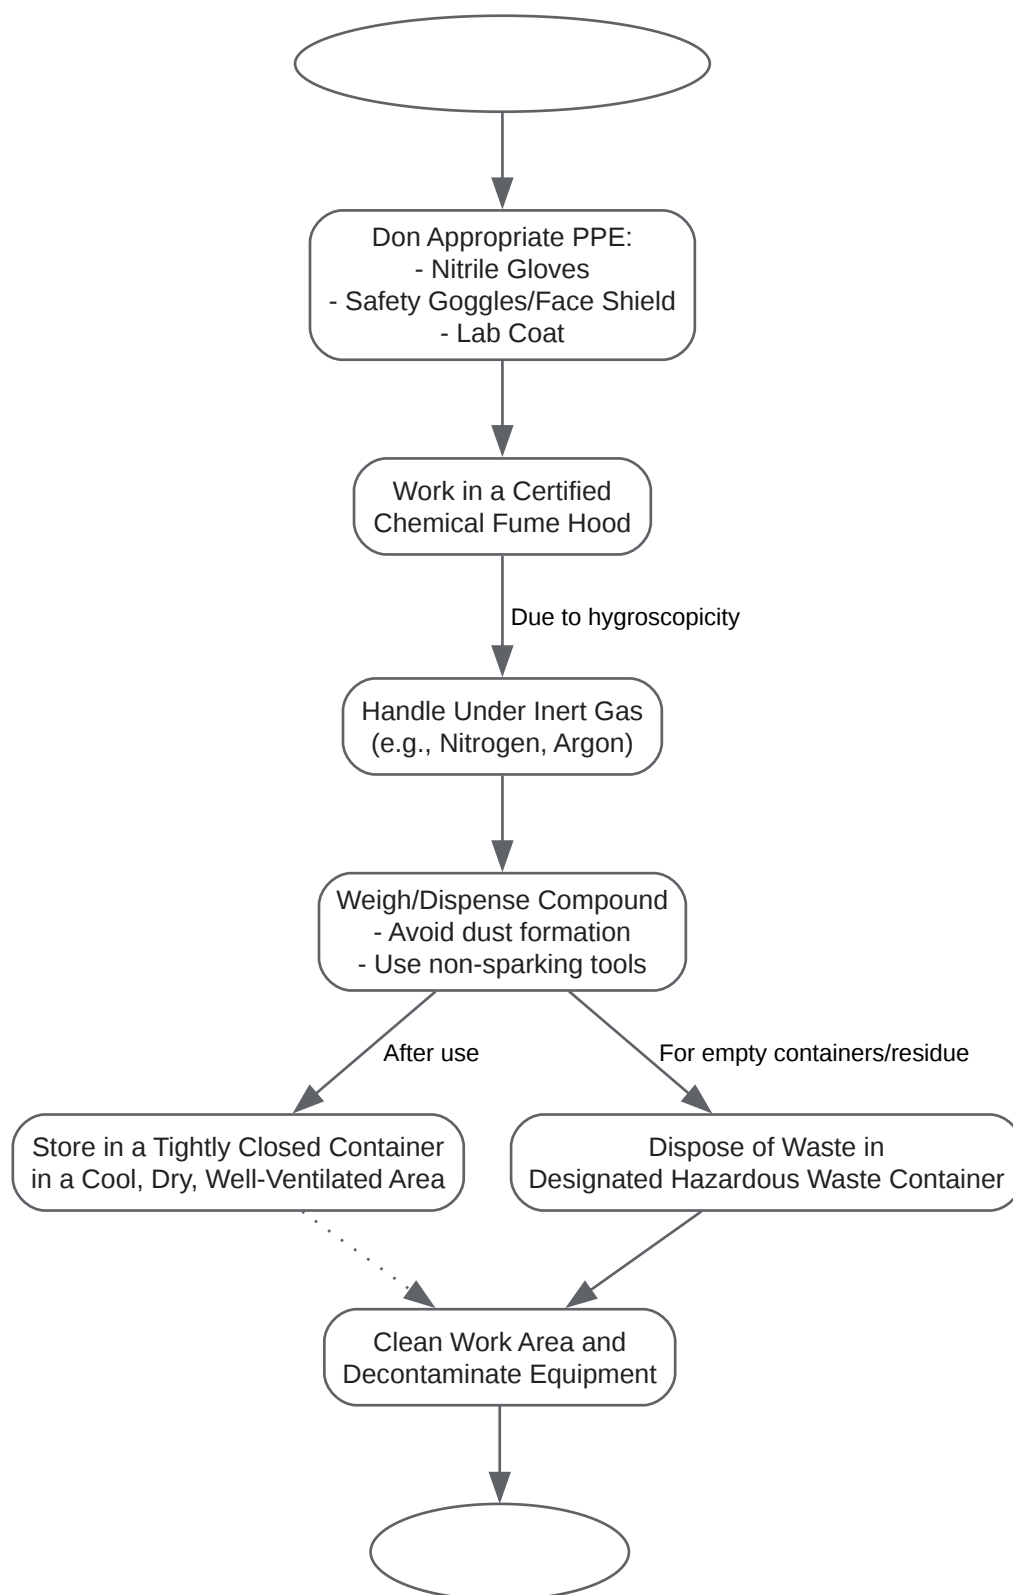 Don Appropriate PPE:
- Nitrile Gloves
- Safety Goggles/Face Shield
- Lab Coat
Work in a Certified
Chemical Fume Hood
Due to hygroscopicity
Handle Under Inert Gas
(e.g., Nitrogen, Argon)
Weigh/Dispense Compound
- Avoid dust formation
- Use non-sparking tools
After use
For empty containers/residue
Store in a Tightly Closed Container
in a Cool, Dry, Well-Ventilated Area
Dispose of Waste in
Designated Hazardous Waste Container
Clean Work Area and
Decontaminate Equipment